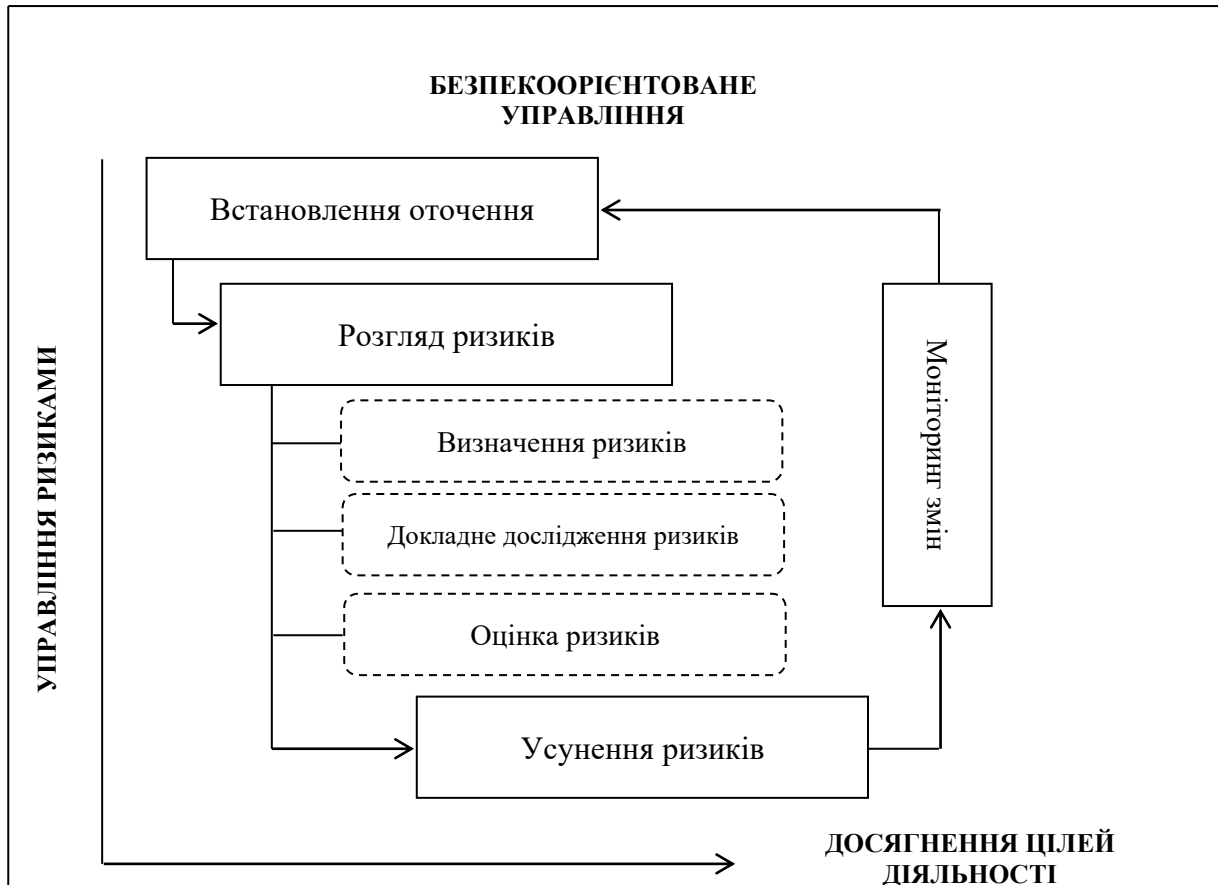 БЕЗПЕКООРІЄНТОВАНЕ
УПРАВЛІННЯ
Встановлення оточення
Розгляд ризиків
Визначення ризиків
Докладне дослідження ризиків
Оцінка ризиків
Усунення ризиків
Моніторинг змін
УПРАВЛІННЯ РИЗИКАМИ
ДОСЯГНЕННЯ ЦІЛЕЙ
ДІЯЛЬНОСТІ